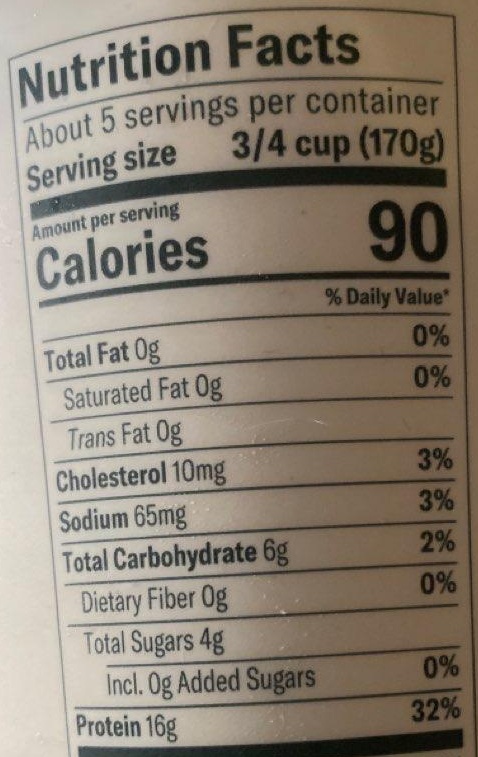 Nutrition Facts
About 5 servings per container
Serving size 3/4 cup (170g)
Amount per serving
Calories 90
% Daily Value*
Total Fat 0g 0%
Saturated Fat 0g 0%
Trans Fat 0g
Cholesterol 10mg 3%
Sodium 65mg 3%
Total Carbohydrate 6g 2%
Dietary Fiber 0g 0%
Total Sugars 4g
Incl. 0g Added Sugars 0%
Protein 16g 32%